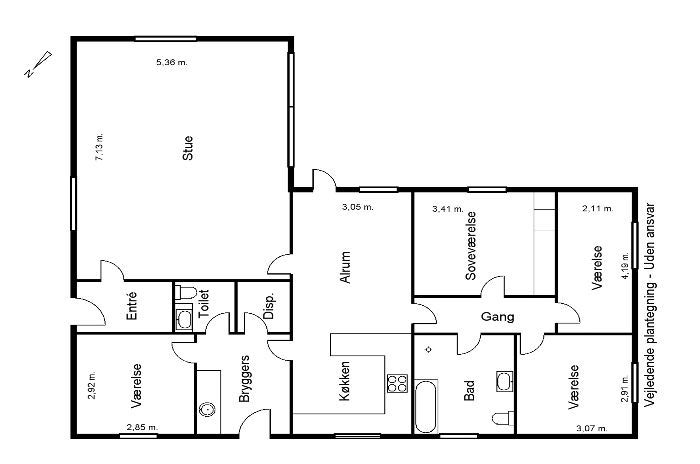 5,36 m.
N
7,13 m.
Stue
3,05 m.
3,41 m.
2,11 m.
Soveværelse
Alrum
Værelse
4,19 m.
Vejledende plantegning - Uden ansvar
Entré
Toilet
Disp.
Gang
2,92 m.
Værelse
Bryggers
Køkken
Bad
Værelse
2,91 m.
2,85 m.
3,07 m.